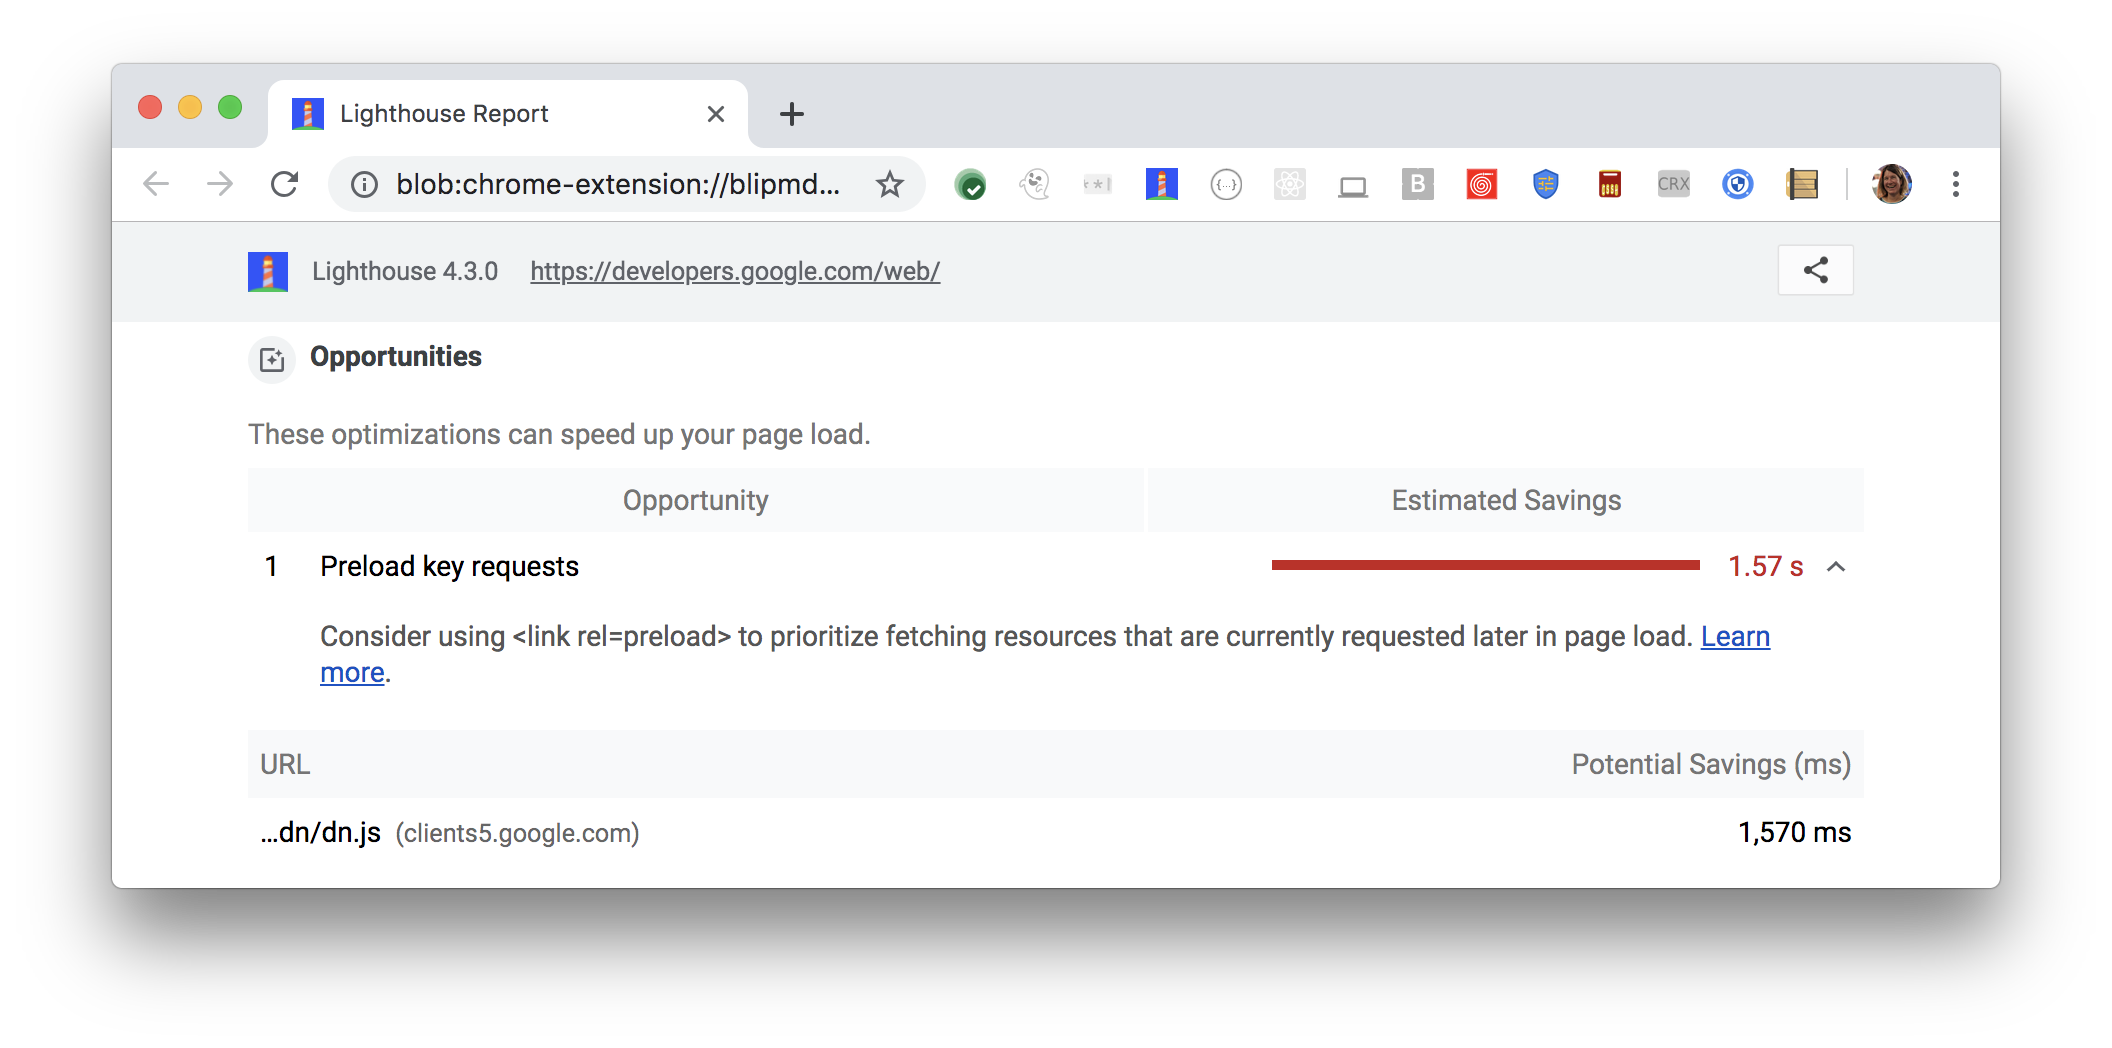 Lighthouse Report
blob:chrome-extension://blipmd...
**|
{...}
B
CRX
Lighthouse 4.3.0 https://developers.google.com/web/
Opportunities
These optimizations can speed up your page load.
Opportunity Estimated Savings
1 Preload key requests 1.57 s
Consider using <link rel=preload> to prioritize fetching resources that are currently requested later in page load. Learn
more.
URL Potential Savings (ms)
...dn/dn.js (clients5.google.com) 1,570 ms